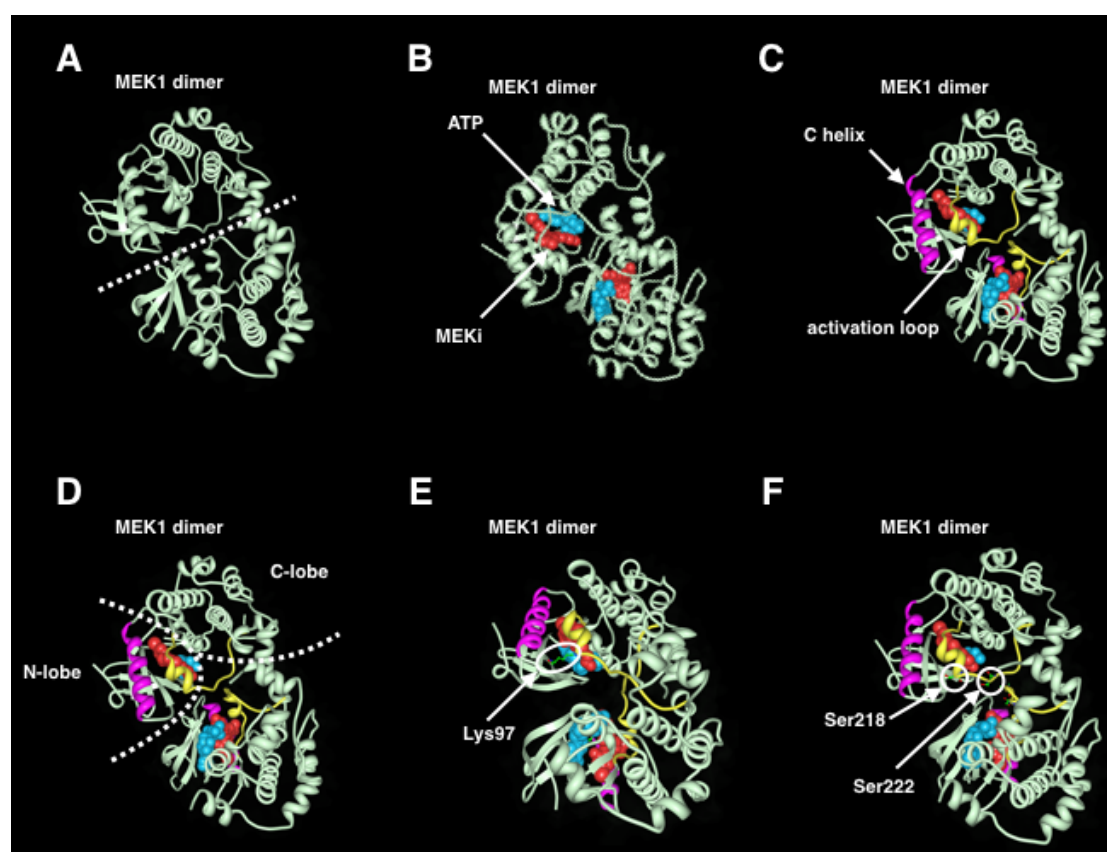 A
MEK1 dimer
B
MEK1 dimer
ATP
MEKi
C
MEK1 dimer
C helix
activation loop
D
MEK1 dimer
C-lobe
N-lobe
E
MEK1 dimer
Lys97
F
MEK1 dimer
Ser218
Ser222